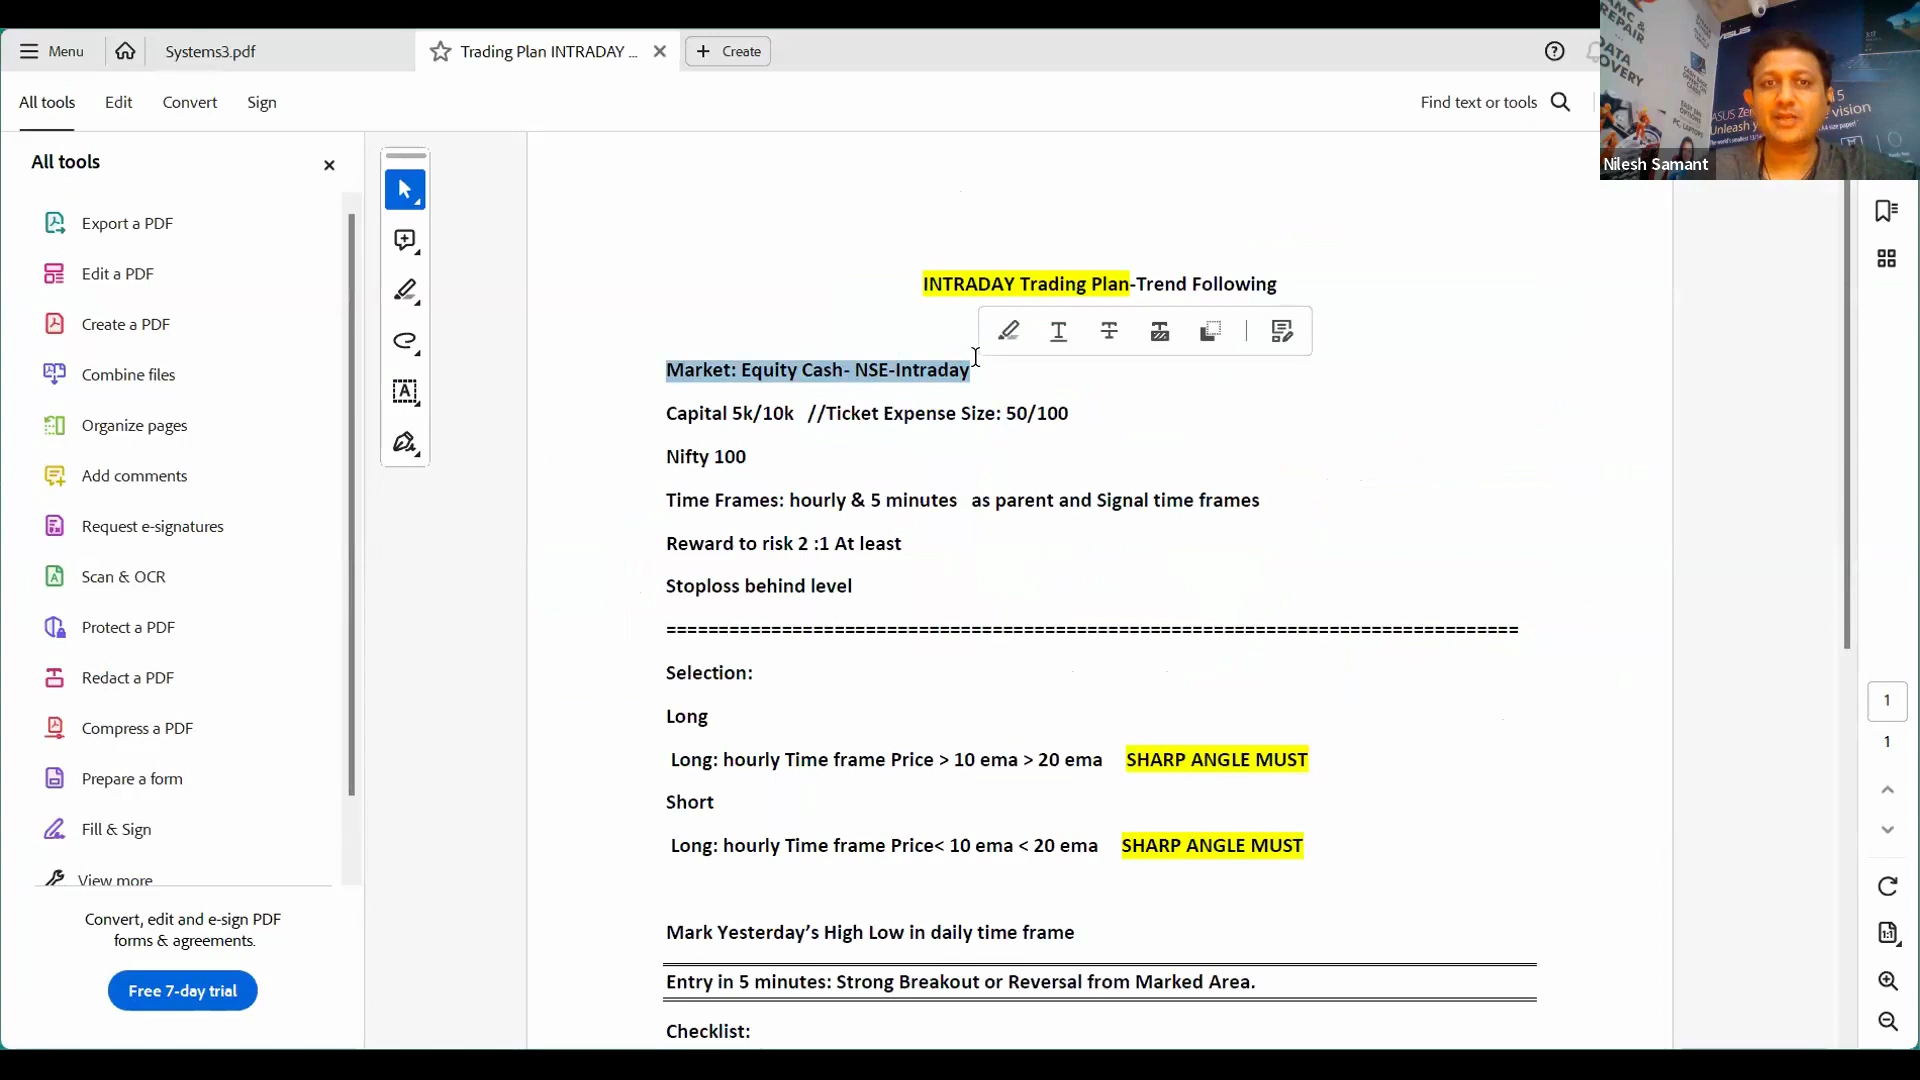 Menu
Systems3.pdf
Trading Plan INTRADAY ...
Create
All tools
Edit
Convert
Sign
Find text or tools
AMC &
REPAIR
DATA
RECOVERY
ASUS
Nilesh Samant
All tools
Export a PDF
Edit a PDF
Create a PDF
Combine files
Organize pages
Add comments
Request e-signatures
Scan & OCR
Protect a PDF
Redact a PDF
Compress a PDF
Prepare a form
Fill & Sign
View more
Convert, edit and e-sign PDF
forms & agreements.
Free 7-day trial
INTRADAY Trading Plan-Trend Following
Market: Equity Cash- NSE-Intraday
Capital 5k/10k //Ticket Expense Size: 50/100
Nifty 100
Time Frames: hourly & 5 minutes as parent and Signal time frames
Reward to risk 2 :1 At least
Stoploss behind level
==================================================================================
Selection:
Long
Long: hourly Time frame Price > 10 ema > 20 ema SHARP ANGLE MUST
Short
Long: hourly Time frame Price< 10 ema < 20 ema SHARP ANGLE MUST
Mark Yesterday’s High Low in daily time frame
Entry in 5 minutes: Strong Breakout or Reversal from Marked Area.
Checklist:
1
1